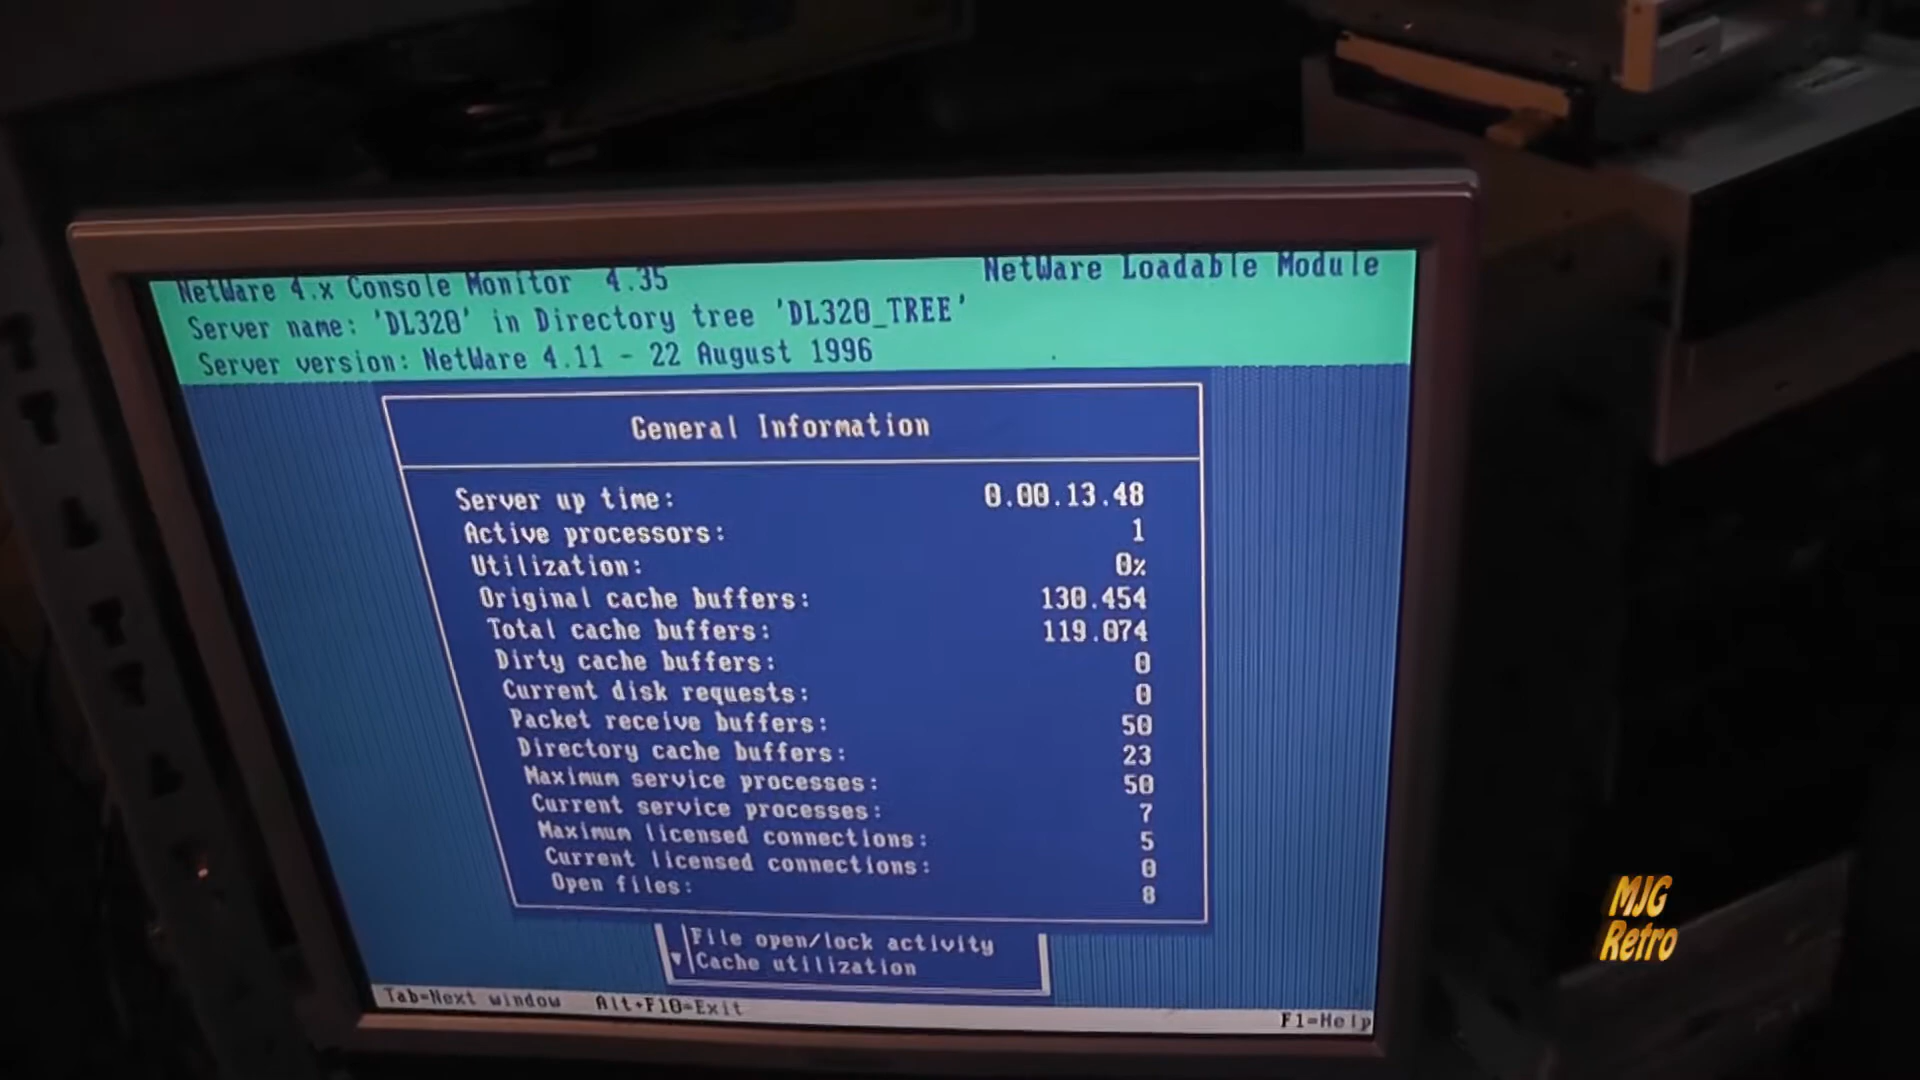 NetWare 4.x Console Monitor 4.35 NetWare Loadable Module
Server name: 'DL320' in Directory tree 'DL320_TREE'
Server version: NetWare 4.11 - 22 August 1996
General Information
Server up time: 0.00.13.48
Active processors: 1
Utilization: 0%
Original cache buffers: 130.454
Total cache buffers: 119.074
Dirty cache buffers: 0
Current disk requests: 0
Packet receive buffers: 50
Directory cache buffers: 23
Maximum service processes: 50
Current service processes: 7
Maximum licensed connections: 5
Current licensed connections: 0
Open files: 8
File open/lock activity
Cache utilization
Tab=Next window Alt+F10=Exit F1=Help
MJG
Retro